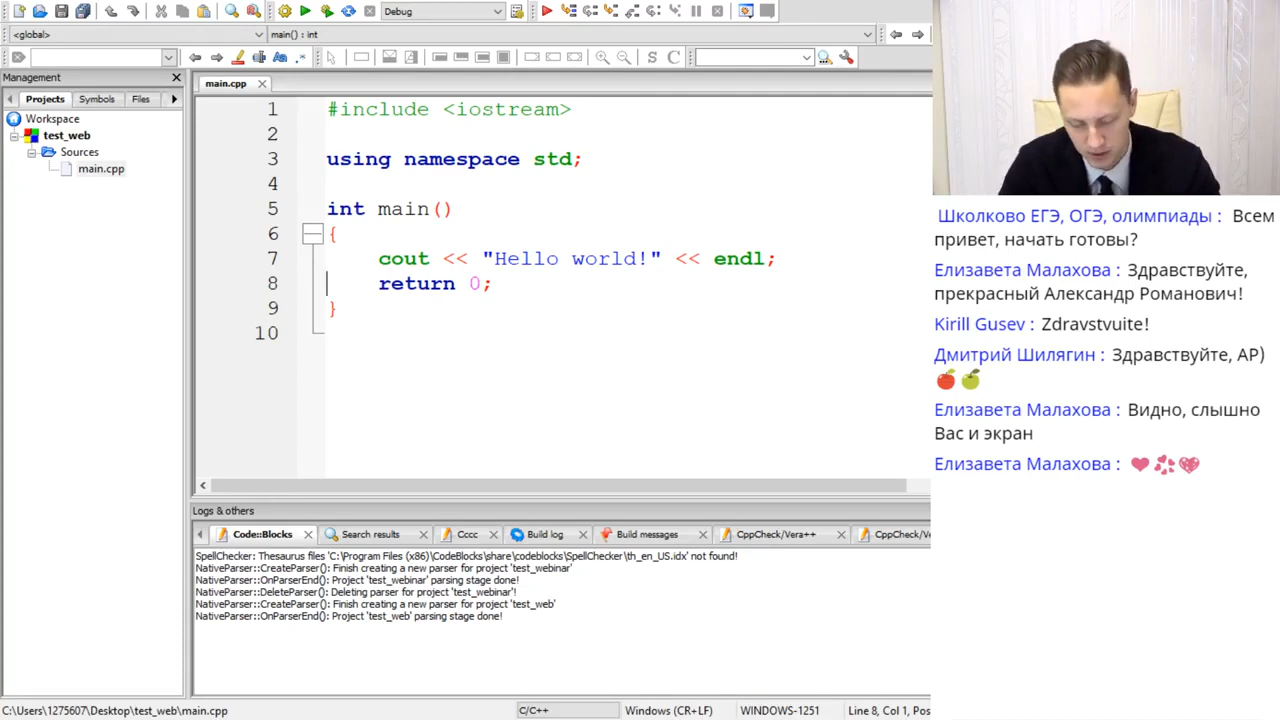 Debug
<global>
main() : int
S C
Management
main.cpp
Projects Symbols Files
Workspace
test_web
Sources
main.cpp
1 #include <iostream>
2
3 using namespace std;
4
5 int main()
6 {
7 cout << "Hello world!" << endl;
8 return 0;
9 }
10
Logs & others
Code::Blocks Search results Cccc Build log Build messages CppCheck/Vera++ CppCheck/Ve
SpellChecker: Thesaurus files 'C:\Program Files (x86)\CodeBlocks\share\codeblocks\SpellChecker\th_en_US.idx' not found!
NativeParser::CreateParser(): Finish creating a new parser for project 'test_webinar'
NativeParser::OnParserEnd(): Project 'test_webinar' parsing stage done!
NativeParser::DeleteParser(): Deleting parser for project 'test_webinar'!
NativeParser::CreateParser(): Finish creating a new parser for project 'test_web'
NativeParser::OnParserEnd(): Project 'test_web' parsing stage done!
C:\Users\1275607\Desktop\test_web\main.cpp C/C++ Windows (CR+LF) WINDOWS-1251 Line 8, Col 1, Pos
Школково ЕГЭ, ОГЭ, олимпиады : Всем
привет, начать готовы?
Елизавета Малахова : Здравствуйте,
прекрасный Александр Романович!
Kirill Gusev : Zdravstvuite!
Дмитрий Шилягин : Здравствуйте, АР)
Елизавета Малахова : Видно, слышно
Вас и экран
Елизавета Малахова :